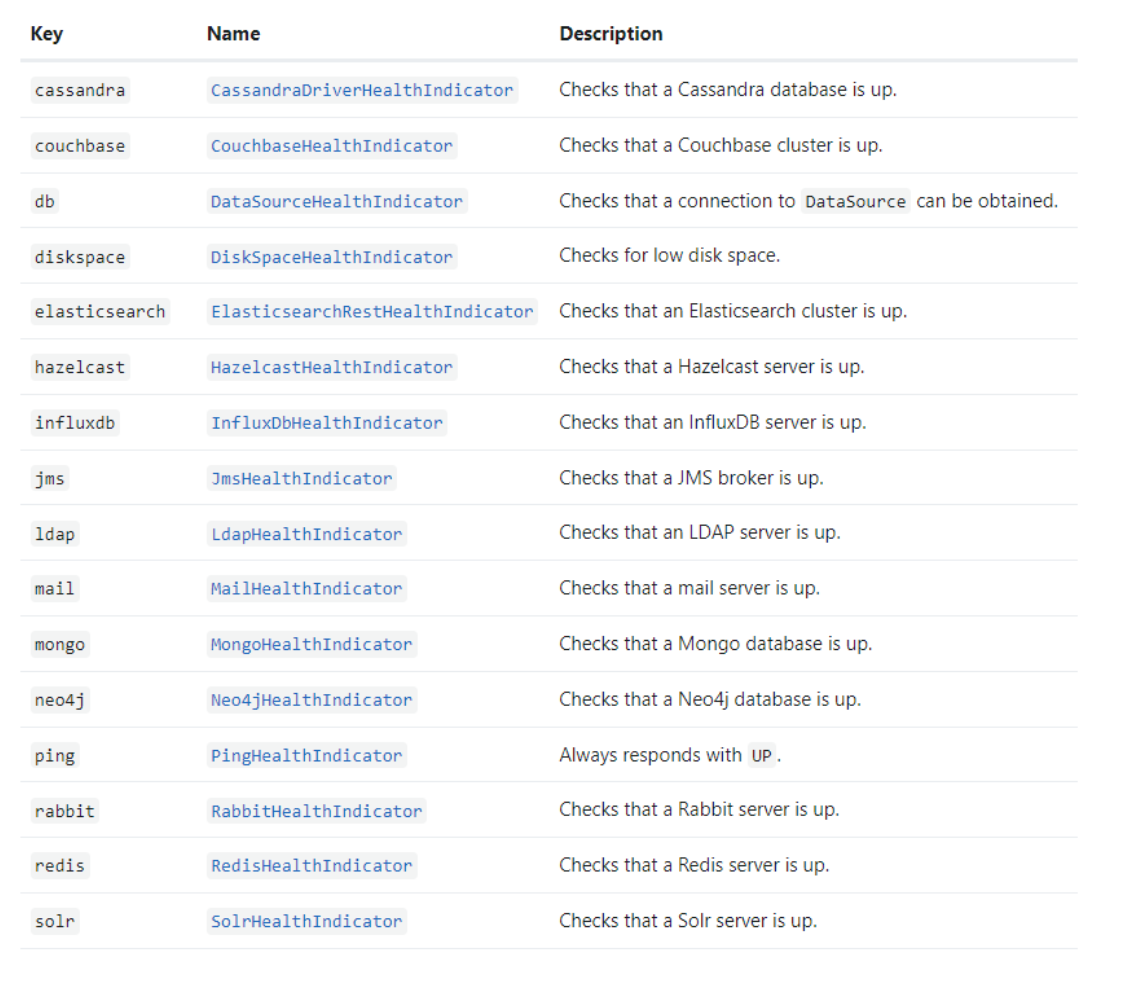 Key Name Description
cassandra CassandraDriverHealthIndicator Checks that a Cassandra database is up.
couchbase CouchbaseHealthIndicator Checks that a Couchbase cluster is up.
db DataSourceHealthIndicator Checks that a connection to DataSource can be obtained.
diskspace DiskSpaceHealthIndicator Checks for low disk space.
elasticsearch ElasticsearchRestHealthIndicator Checks that an Elasticsearch cluster is up.
hazelcast HazelcastHealthIndicator Checks that a Hazelcast server is up.
influxdb InfluxDbHealthIndicator Checks that an InfluxDB server is up.
jms JmsHealthIndicator Checks that a JMS broker is up.
ldap LdapHealthIndicator Checks that an LDAP server is up.
mail MailHealthIndicator Checks that a mail server is up.
mongo MongoHealthIndicator Checks that a Mongo database is up.
neo4j Neo4jHealthIndicator Checks that a Neo4j database is up.
ping PingHealthIndicator Always responds with UP.
rabbit RabbitHealthIndicator Checks that a Rabbit server is up.
redis RedisHealthIndicator Checks that a Redis server is up.
solr SolrHealthIndicator Checks that a Solr server is up.